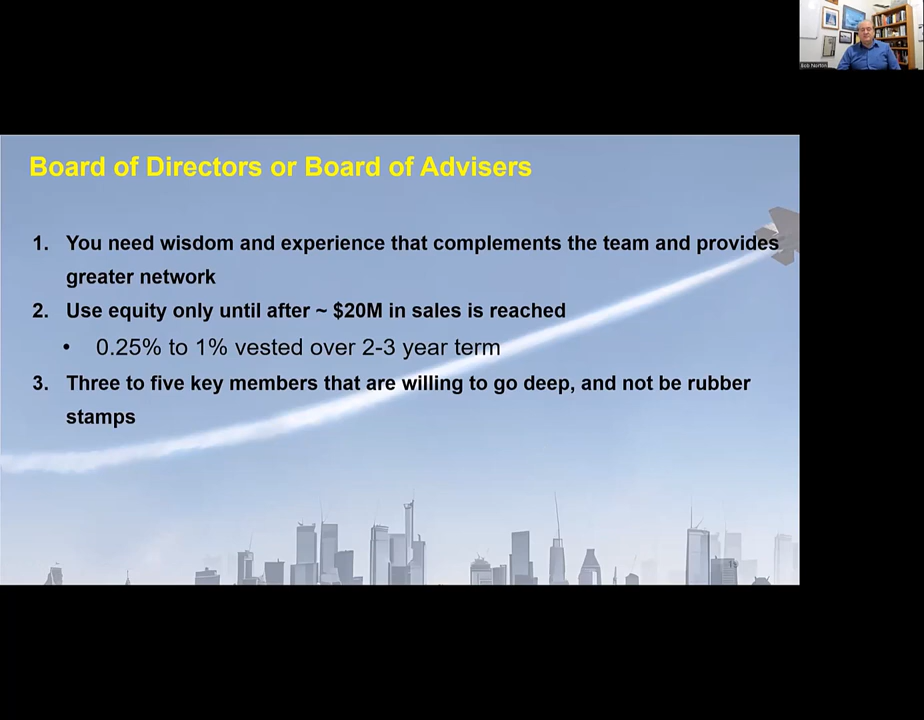 Bob Norton
Board of Directors or Board of Advisers
1. You need wisdom and experience that complements the team and provides
greater network
2. Use equity only until after ~ $20M in sales is reached
• 0.25% to 1% vested over 2-3 year term
3. Three to five key members that are willing to go deep, and not be rubber
stamps